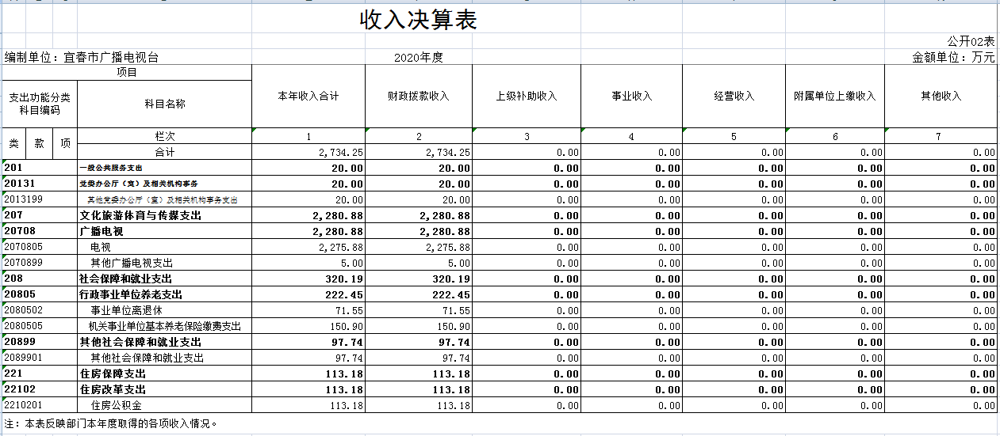 收入决算表
公开02表
编制单位：宜春市广播电视台 2020年度 金额单位：万元
项目 本年收入合计 财政拨款收入 上级补助收入 事业收入 经营收入 附属单位上缴收入 其他收入
支出功能分类科目编码 科目名称
类 款 项 栏次 1 2 3 4 5 6 7
合计 2,734.25 2,734.25 0.00 0.00 0.00 0.00 0.00
201 一般公共服务支出 20.00 20.00 0.00 0.00 0.00 0.00 0.00
20131 党委办公厅（室）及相关机构事务 20.00 20.00 0.00 0.00 0.00 0.00 0.00
2013199 其他党委办公厅（室）及相关机构事务支出 20.00 20.00 0.00 0.00 0.00 0.00 0.00
207 文化旅游体育与传媒支出 2,280.88 2,280.88 0.00 0.00 0.00 0.00 0.00
20708 广播电视 2,280.88 2,280.88 0.00 0.00 0.00 0.00 0.00
2070805 电视 2,275.88 2,275.88 0.00 0.00 0.00 0.00 0.00
2070899 其他广播电视支出 5.00 5.00 0.00 0.00 0.00 0.00 0.00
208 社会保障和就业支出 320.19 320.19 0.00 0.00 0.00 0.00 0.00
20805 行政事业单位养老支出 222.45 222.45 0.00 0.00 0.00 0.00 0.00
2080502 事业单位离退休 71.55 71.55 0.00 0.00 0.00 0.00 0.00
2080505 机关事业单位基本养老保险缴费支出 150.90 150.90 0.00 0.00 0.00 0.00 0.00
20899 其他社会保障和就业支出 97.74 97.74 0.00 0.00 0.00 0.00 0.00
2089901 其他社会保障和就业支出 97.74 97.74 0.00 0.00 0.00 0.00 0.00
221 住房保障支出 113.18 113.18 0.00 0.00 0.00 0.00 0.00
22102 住房改革支出 113.18 113.18 0.00 0.00 0.00 0.00 0.00
2210201 住房公积金 113.18 113.18 0.00 0.00 0.00 0.00 0.00
注：本表反映部门本年度取得的各项收入情况。